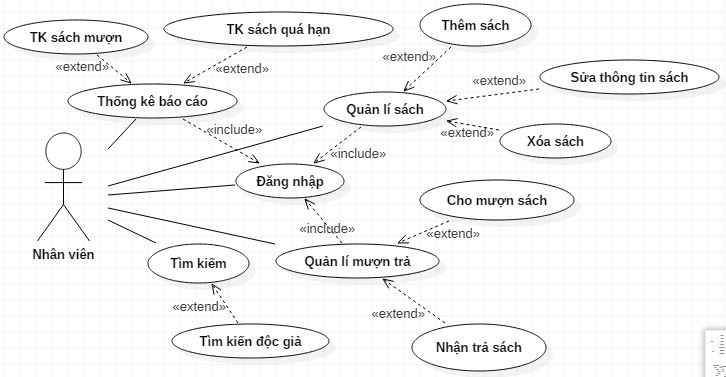 TK sách mượn
TK sách quá hạn
Thêm sách
«extend»
«extend»
«extend»
Sửa thông tin sách
«extend»
Thống kê báo cáo
Quản lí sách
«include»
«extend»
Xóa sách
«include»
Đăng nhập
Cho mượn sách
«include»
«extend»
Nhân viên
Tìm kiếm
Quản lí mượn trả
«extend»
«extend»
Tìm kiến độc giả
Nhận trả sách